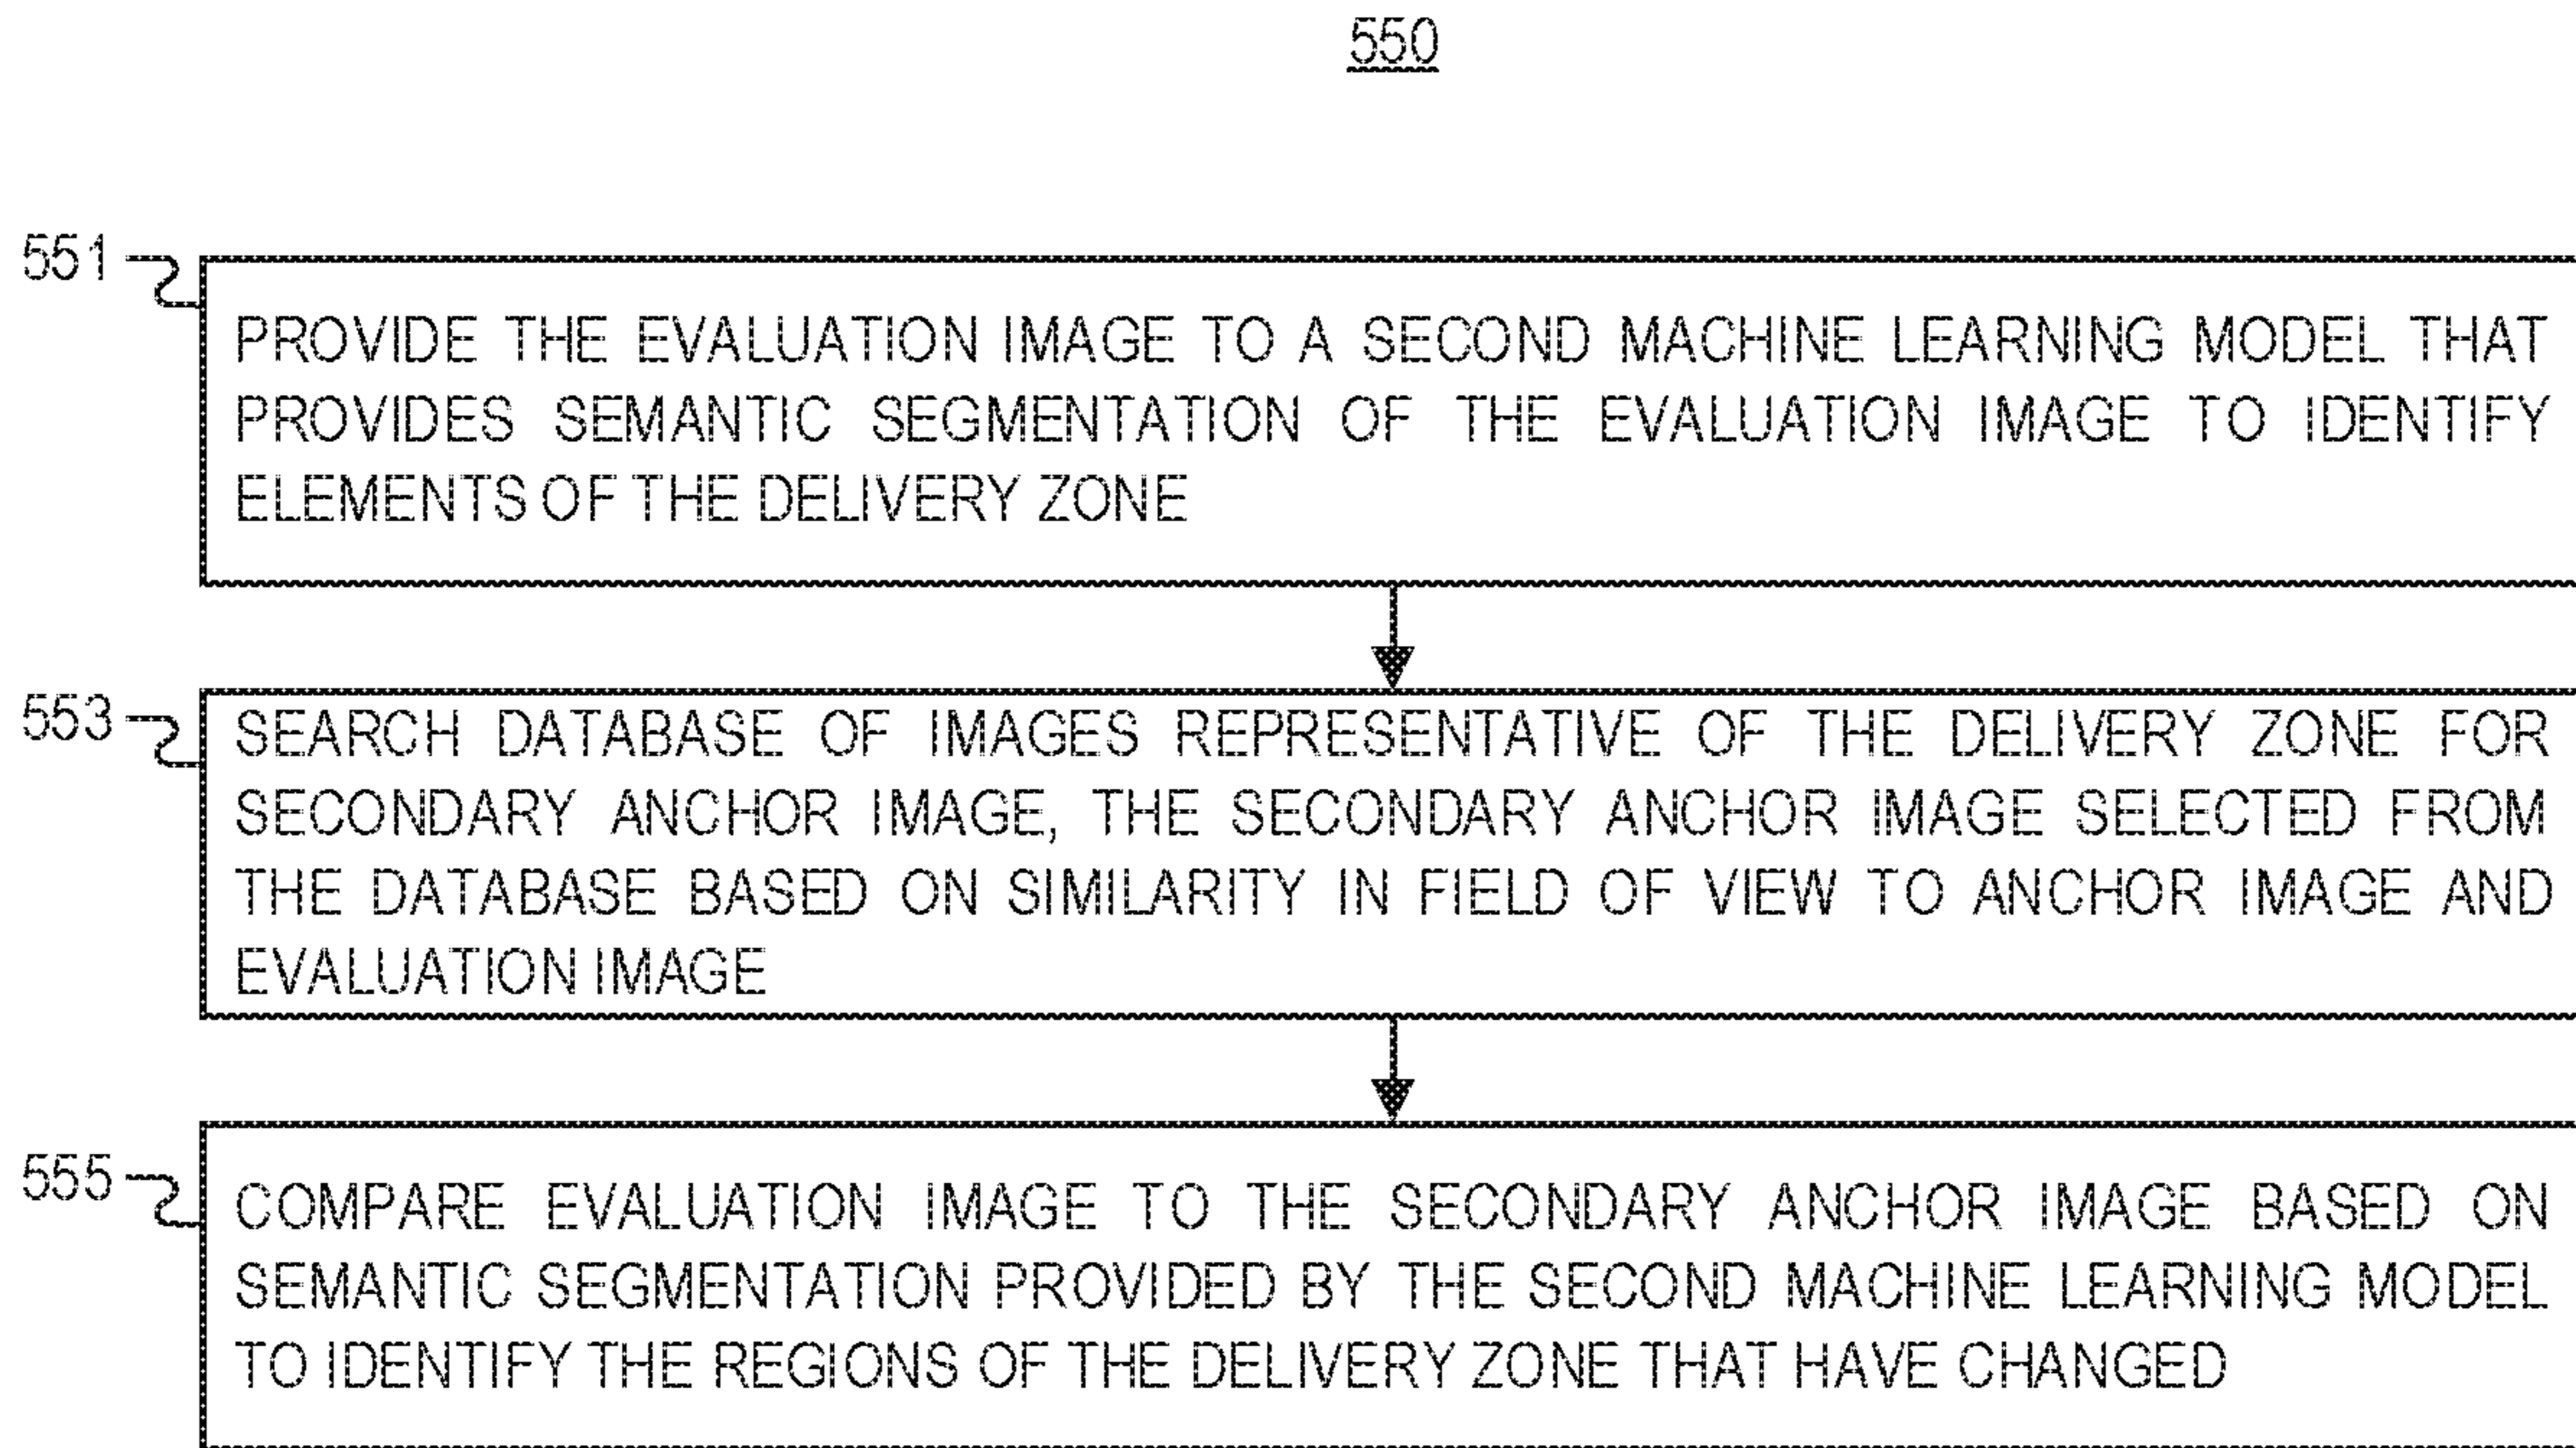 550
551
PROVIDE THE EVALUATION IMAGE TO A SECOND MACHINE LEARNING MODEL THAT
PROVIDES SEMANTIC SEGMENTATION OF THE EVALUATION IMAGE TO IDENTIFY
ELEMENTS OF THE DELIVERY ZONE
553
SEARCH DATABASE OF IMAGES REPRESENTATIVE OF THE DELIVERY ZONE FOR
SECONDARY ANCHOR IMAGE, THE SECONDARY ANCHOR IMAGE SELECTED FROM
THE DATABASE BASED ON SIMILARITY IN FIELD OF VIEW TO ANCHOR IMAGE AND
EVALUATION IMAGE
555
COMPARE EVALUATION IMAGE TO THE SECONDARY ANCHOR IMAGE BASED ON
SEMANTIC SEGMENTATION PROVIDED BY THE SECOND MACHINE LEARNING MODEL
TO IDENTIFY THE REGIONS OF THE DELIVERY ZONE THAT HAVE CHANGED